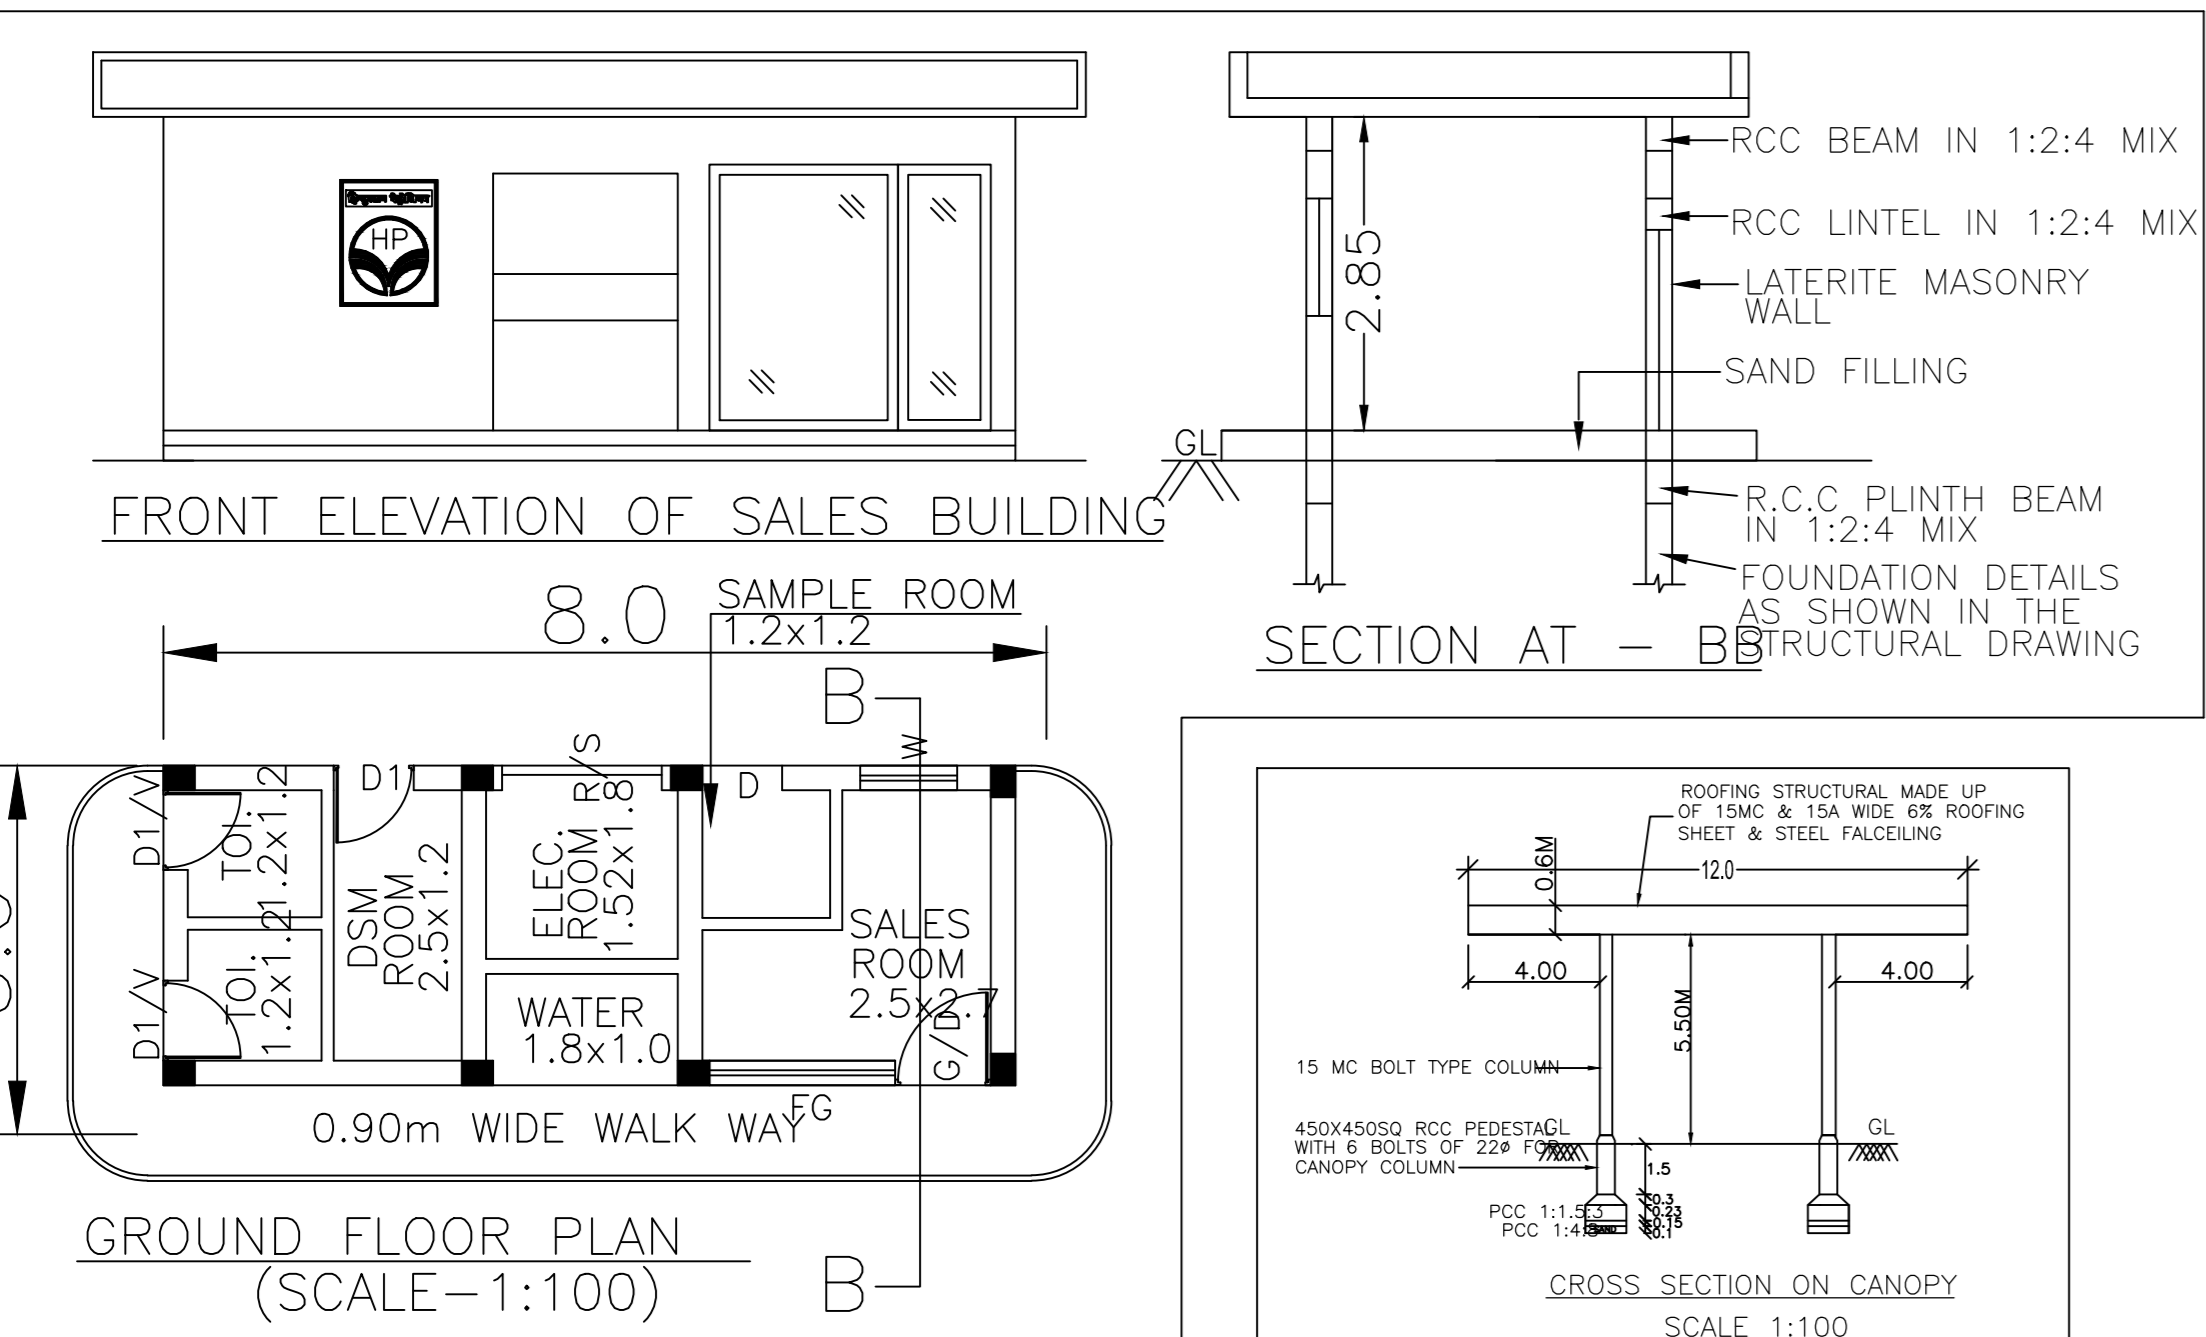 हिन्दुस्तान पेट्रोलियम
HP
FRONT ELEVATION OF SALES BUILDING
2.85
GL
RCC BEAM IN 1:2:4 MIX
RCC LINTEL IN 1:2:4 MIX
LATERITE MASONRY
WALL
SAND FILLING
R.C.C PLINTH BEAM
IN 1:2:4 MIX
FOUNDATION DETAILS
AS SHOWN IN THE
STRUCTURAL DRAWING
SECTION AT - BB
8.0
SAMPLE ROOM
1.2x1.2
B
W
D1/V
TOI.
1.2x1.2
D1
DSM
ROOM
2.5x1.2
R/S
ELEC.
ROOM
1.52x1.8
D
SALES
ROOM
2.5x2.7
D1/V
TOI.
1.2x1.2
WATER
1.8x1.0
G/D
FG
0.90m WIDE WALK WAY
GROUND FLOOR PLAN
(SCALE-1:100)
B
ROOFING STRUCTURAL MADE UP
OF 15MC & 15A WIDE 6% ROOFING
SHEET & STEEL FALCEILING
0.6M
12.0
4.00
4.00
5.50M
15 MC BOLT TYPE COLUMN
450X450SQ RCC PEDESTAL
WITH 6 BOLTS OF 22ø FOR
CANOPY COLUMN
GL
GL
1.5
0.3
0.23
0.15
0.1
PCC 1:1.5:3
PCC 1:4:8
SAND
CROSS SECTION ON CANOPY
SCALE 1:100